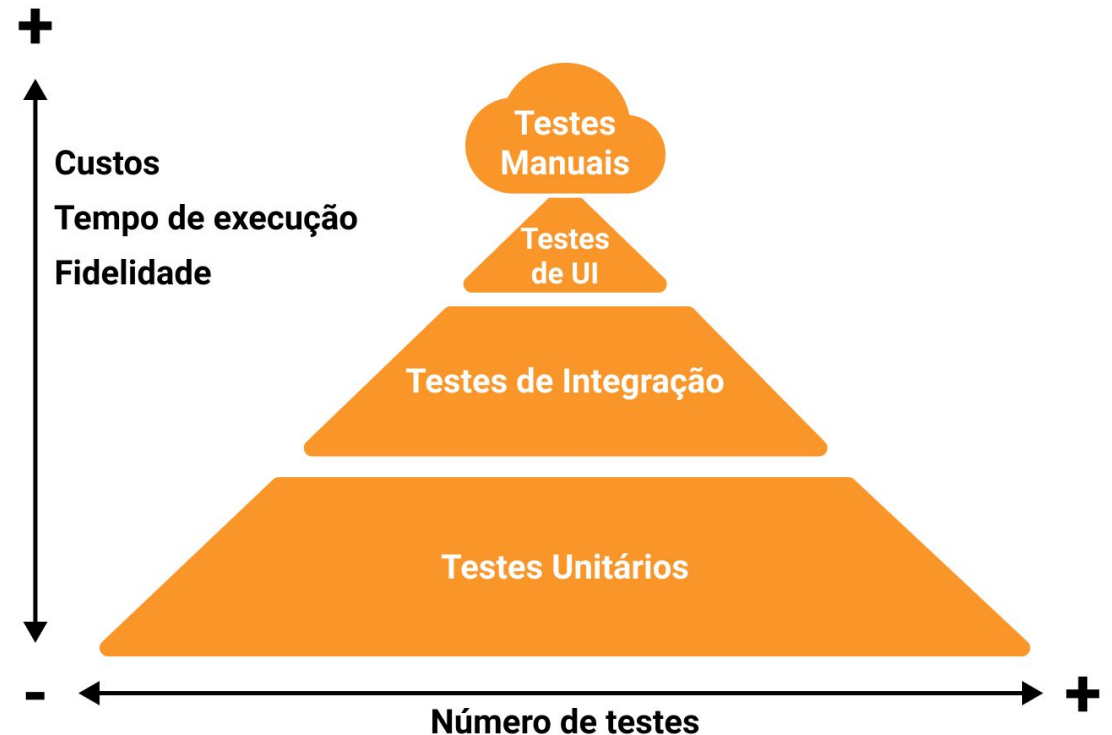 +
Testes
Manuais
Custos
Tempo de execução
Fidelidade
Testes
de UI
Testes de Integração
Testes Unitários
- +
Número de testes